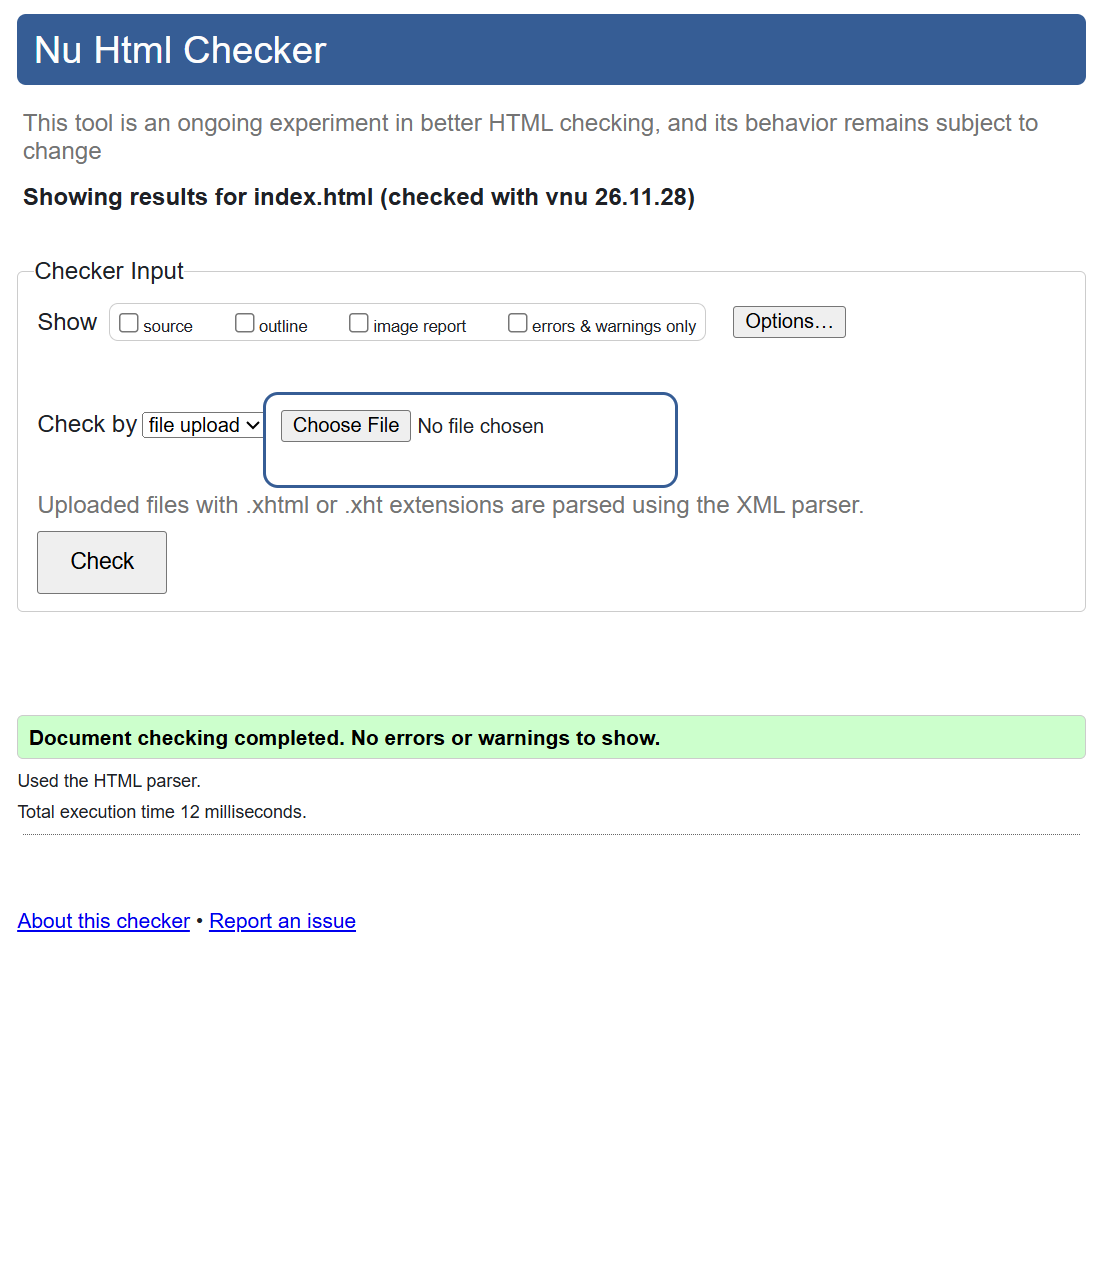 Nu Html Checker
This tool is an ongoing experiment in better HTML checking, and its behavior remains subject to
change
Showing results for index.html (checked with vnu 26.11.28)
Checker Input
Show source outline image report errors & warnings only Options…
Check by file upload Choose File No file chosen
Uploaded files with .xhtml or .xht extensions are parsed using the XML parser.
Check
Document checking completed. No errors or warnings to show.
Used the HTML parser.
Total execution time 12 milliseconds.
About this checker • Report an issue